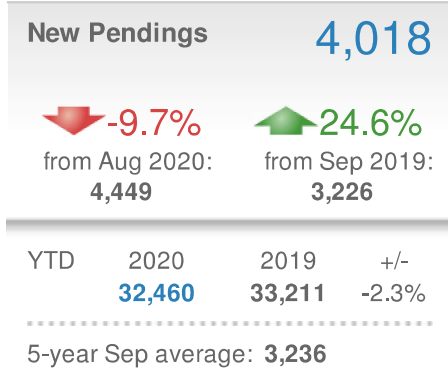 New Pendings 4,018
-9.7% 24.6%
from Aug 2020: from Sep 2019:
4,449 3,226
YTD 2020 2019 +/-
32,460 33,211 -2.3%
5-year Sep average: 3,236